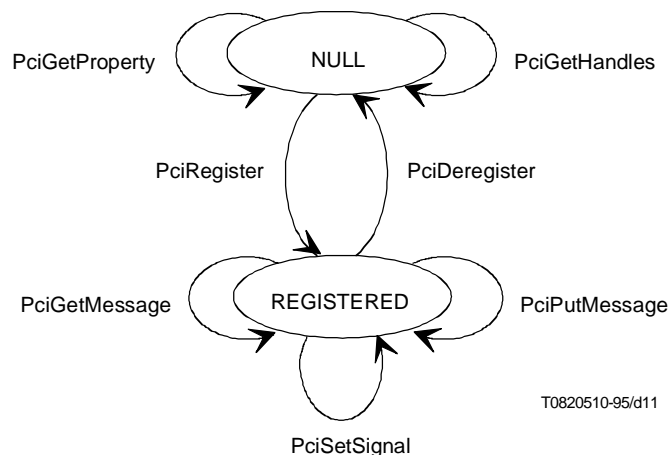 NULL
PciGetProperty
PciGetHandles
PciRegister
PciDeregister
REGISTERED
PciGetMessage
PciPutMessage
T0820510-95/d11
PciSetSignal